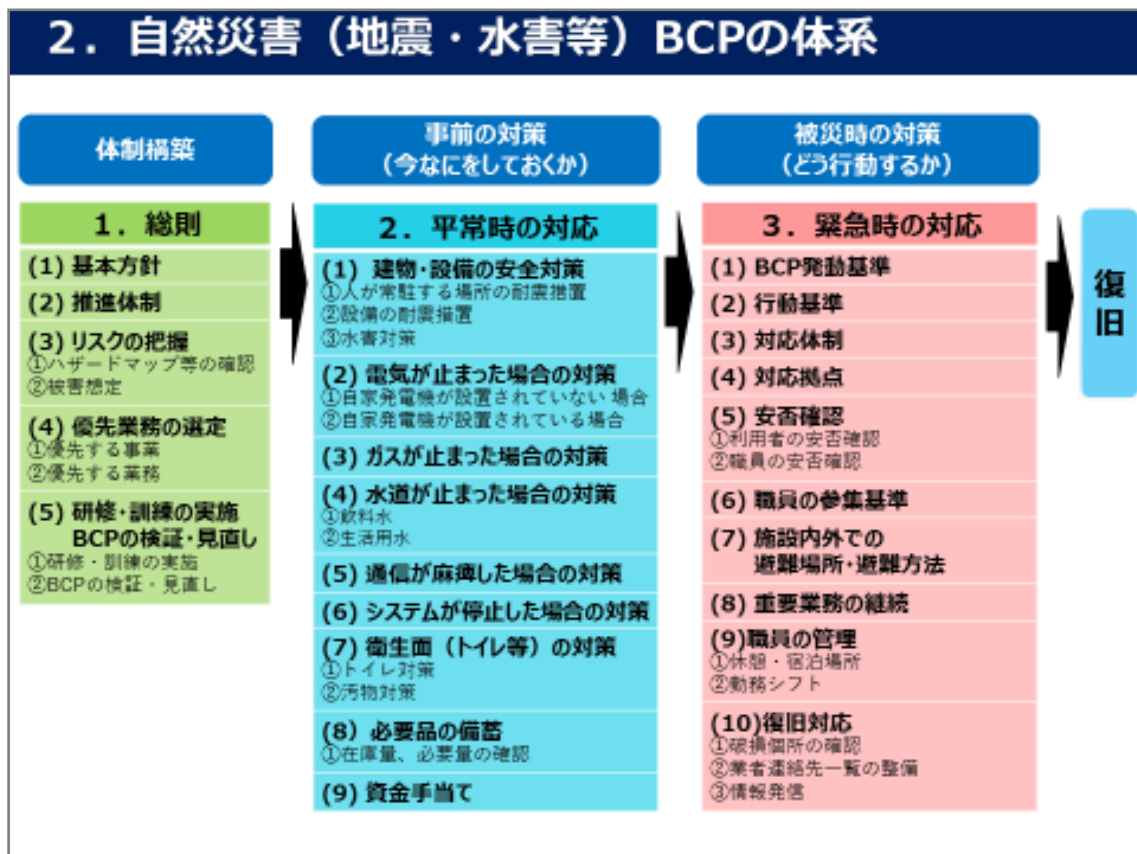 ２．自然災害（地震・水害等）BCPの体系
体制構築
事前の対策
（今なにをしておくか）
被災時の対策
（どう行動するか）
１．総則
(1) 基本方針
(2) 推進体制
(3) リスクの把握
①ハザードマップ等の確認
②被害想定
(4) 優先業務の選定
①優先する事業
②優先する業務
(5) 研修・訓練の実施
BCPの検証・見直し
①研修・訓練の実施
②BCPの検証・見直し
２．平常時の対応
(1) 建物・設備の安全対策
①人が常駐する場所の耐震措置
②設備の耐震措置
③水害対策
(2) 電気が止まった場合の対策
①自家発電機が設置されていない 場合
②自家発電機が設置されている場合
(3) ガスが止まった場合の対策
(4) 水道が止まった場合の対策
①飲料水
②生活用水
(5) 通信が麻痺した場合の対策
(6) システムが停止した場合の対策
(7) 衛生面（トイレ等）の対策
①トイレ対策
②汚物対策
(8）必要品の備蓄
①在庫量、必要量の確認
(9) 資金手当て
３．緊急時の対応
(1) BCP発動基準
(2) 行動基準
(3) 対応体制
(4) 対応拠点
(5) 安否確認
①利用者の安否確認
②職員の安否確認
(6) 職員の参集基準
(7) 施設内外での
避難場所・避難方法
(8) 重要業務の継続
(9)職員の管理
①休憩・宿泊場所
②勤務シフト
(10)復旧対応
①破損個所の確認
②業者連絡先一覧の整備
③情報発信
復旧